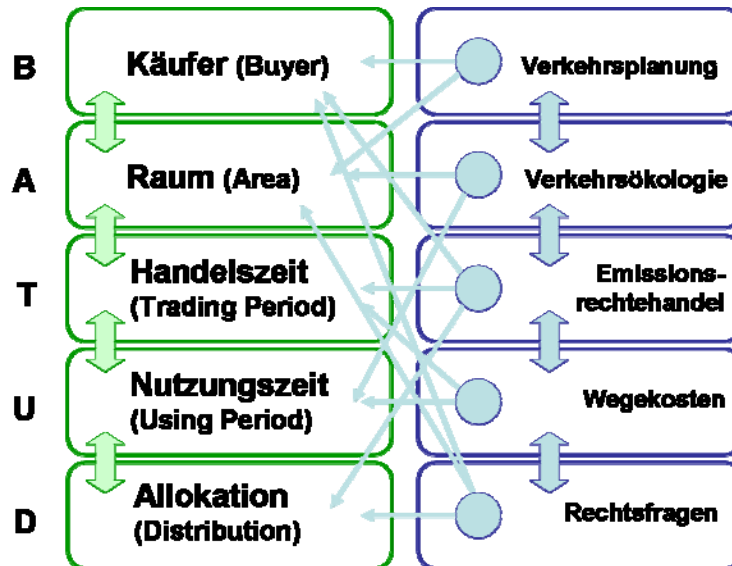 B
Käufer (Buyer)
Verkehrsplanung
A
Raum (Area)
Verkehrsökologie
T
Handelszeit
(Trading Period)
Emissions-
rechtehandel
U
Nutzungszeit
(Using Period)
Wegekosten
D
Allokation
(Distribution)
Rechtsfragen